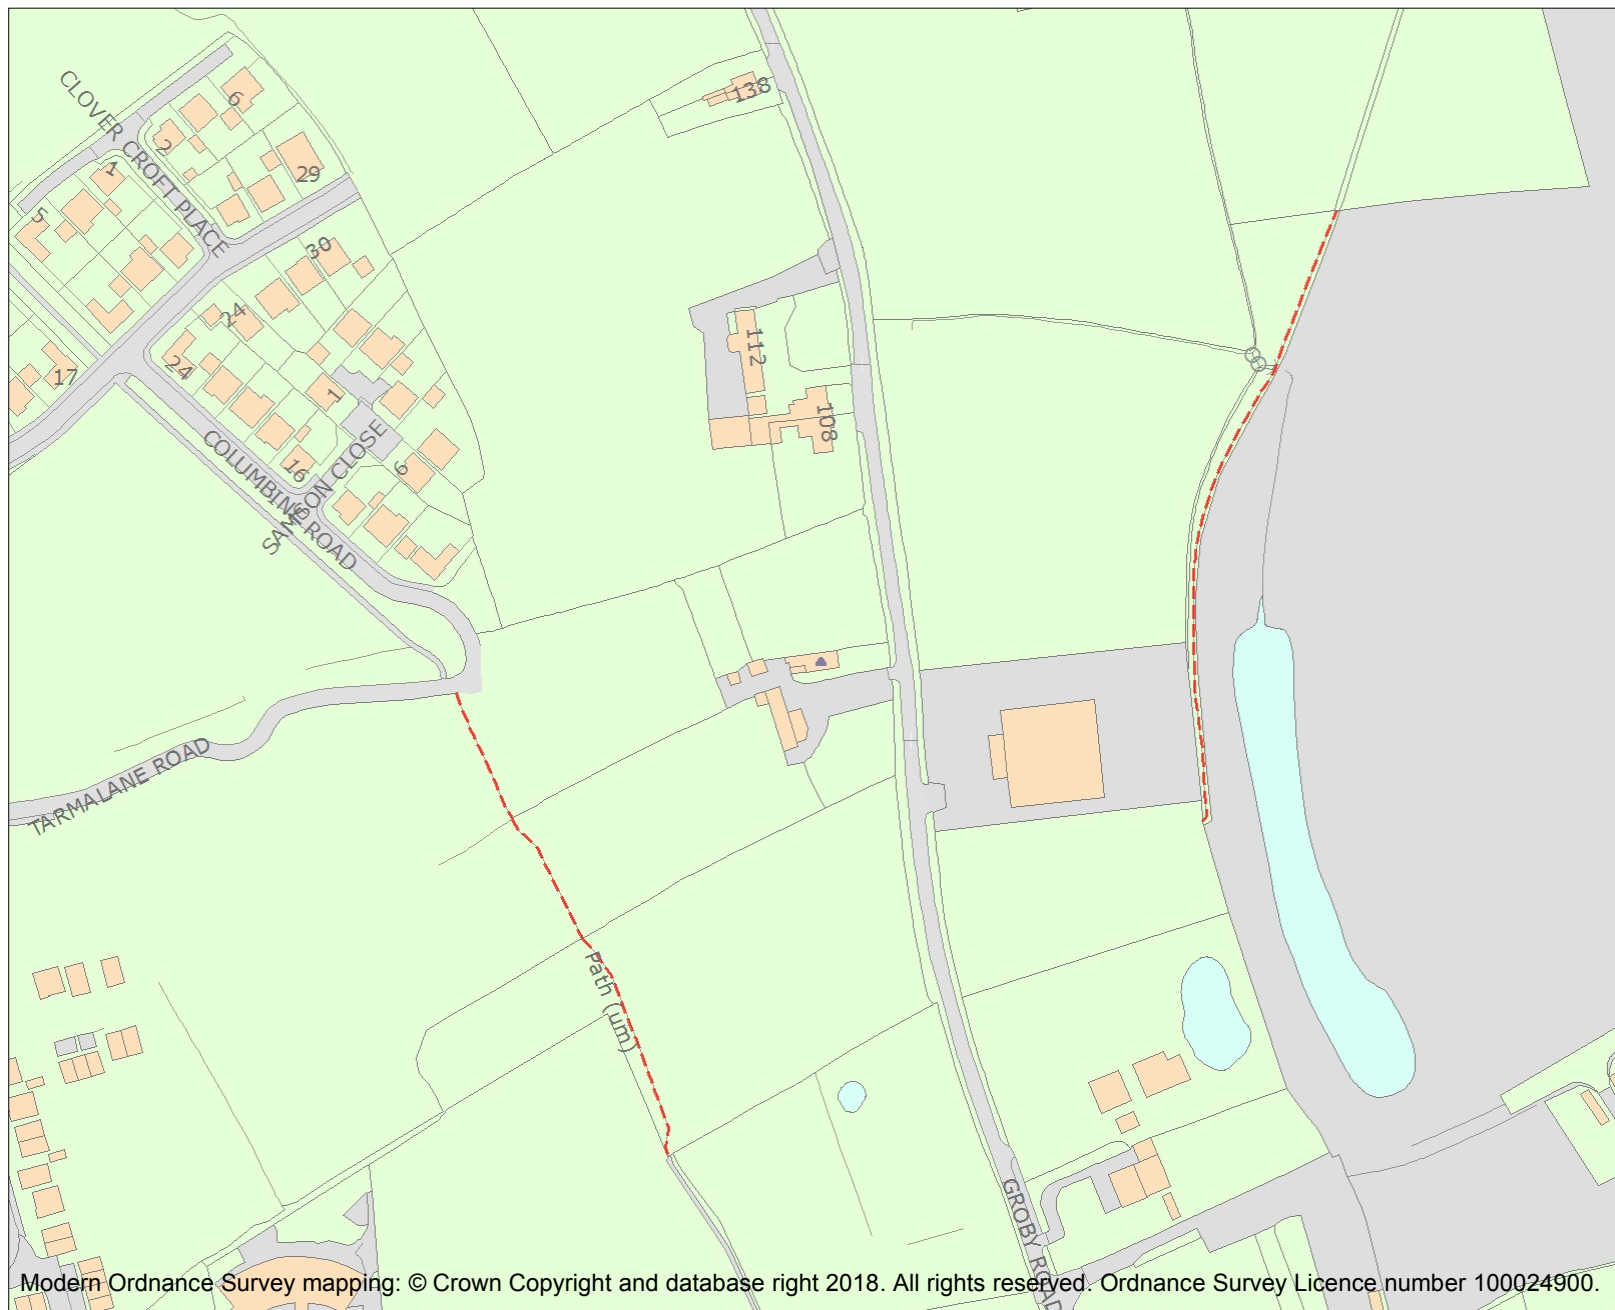 CLOVER CROFT PLACE
138
6
2
1
29
5
30
24
24
17
112
108
1
16
6
COLUMBINE ROAD
SAMSON CLOSE
TARMALANE ROAD
Path (um)
GROBY ROAD
Modern Ordnance Survey mapping: © Crown Copyright and database right 2018. All rights reserved. Ordnance Survey Licence number 100024900.